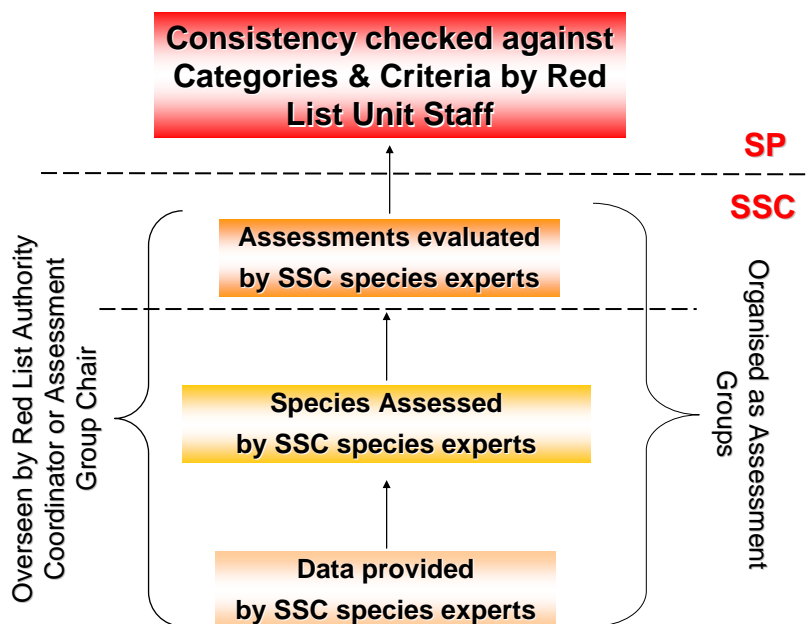 Consistency checked against
Categories & Criteria by Red
List Unit Staff
SP
SSC
Assessments evaluated
by SSC species experts
Species Assessed
by SSC species experts
Data provided
by SSC species experts
Overseen by Red List Authority
Coordinator or Assessment
Group Chair
Organised as Assessment
Groups